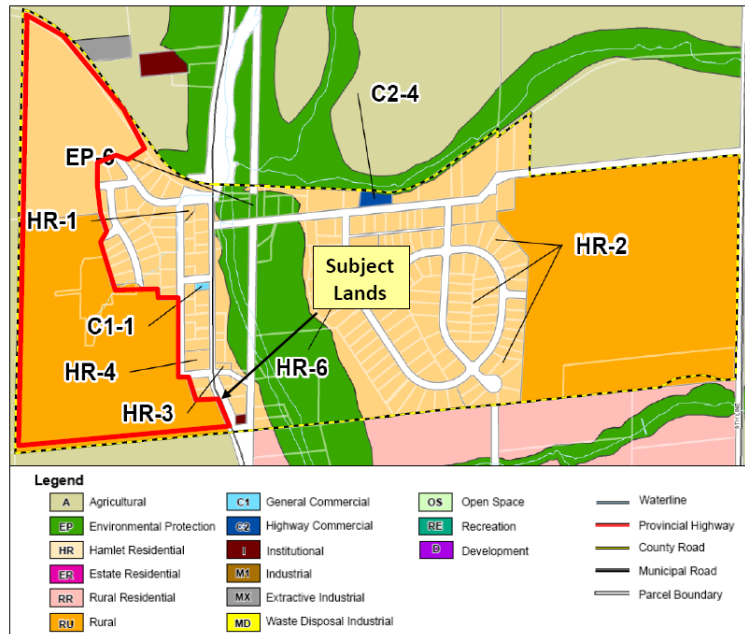 C2-4
EP-6
HR-1
HR-2
Subject
Lands
C1-1
HR-4
HR-6
HR-3
9TH LINE
Legend
A Agricultural
EP Environmental Protection
HR Hamlet Residential
ER Estate Residential
RR Rural Residential
RU Rural
C1 General Commercial
C2 Highway Commercial
I Institutional
M1 Industrial
MX Extractive Industrial
MD Waste Disposal Industrial
OS Open Space
RE Recreation
D Development
Waterline
Provincial Highway
County Road
Municipal Road
Parcel Boundary